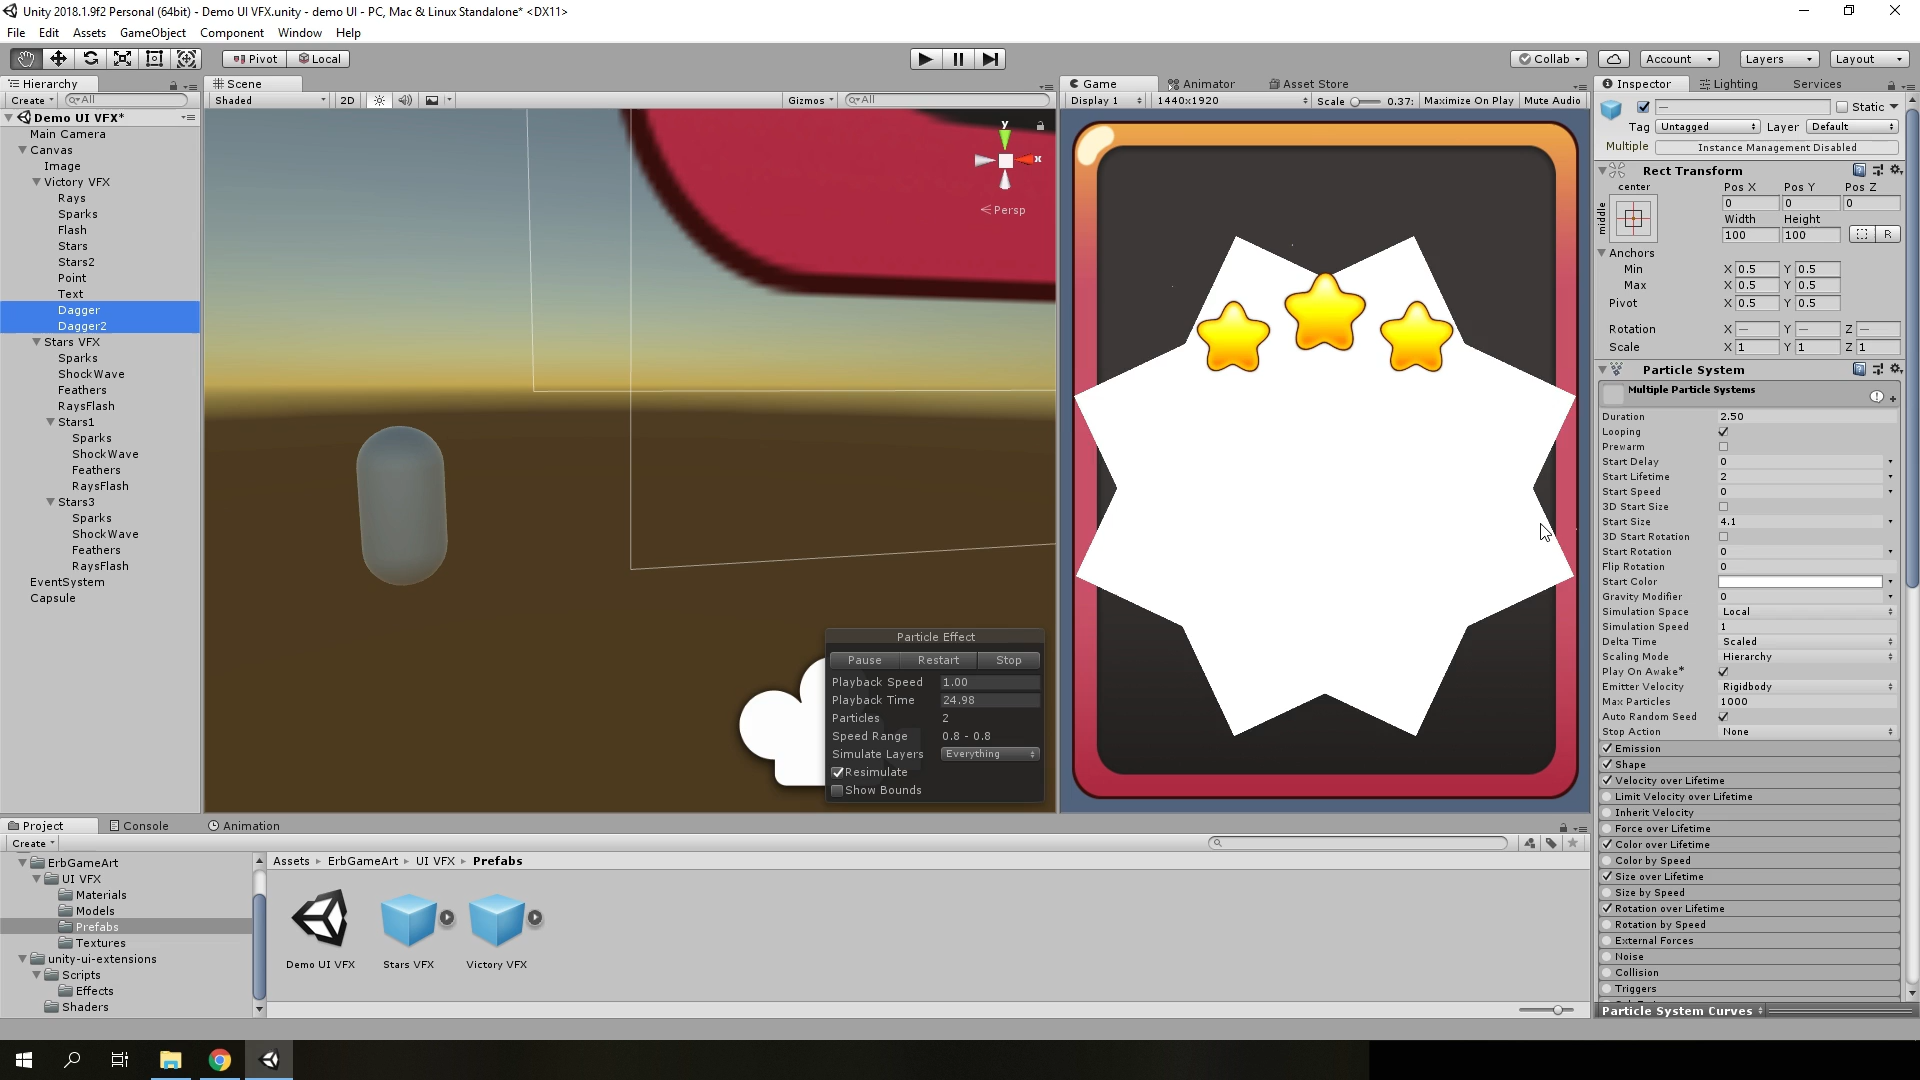 Unity 2018.1.9f2 Personal (64bit) - Demo UI VFX.unity - demo UI - PC, Mac & Linux Standalone* <DX11>
File Edit Assets GameObject Component Window Help
Pivot Local Collab Account Layers Layout
Hierarchy
Create All
Demo UI VFX*
Main Camera
Canvas
Image
Victory VFX
Rays
Sparks
Flash
Stars
Stars2
Point
Text
Dagger
Dagger2
Stars VFX
Sparks
ShockWave
Feathers
RaysFlash
Stars1
Sparks
ShockWave
Feathers
RaysFlash
Stars3
Sparks
ShockWave
Feathers
RaysFlash
EventSystem
Capsule
Scene
Shaded 2D Gizmos All
y
x
Persp
Particle Effect
Pause Restart Stop
Playback Speed 1.00
Playback Time 24.98
Particles 2
Speed Range 0.8 - 0.8
Simulate Layers Everything
Resimulate
Show Bounds
Game Animator Asset Store
Display 1 1440x1920 Scale 0.37: Maximize On Play Mute Audio
Inspector Lighting Services
— Static
Tag Untagged Layer Default
Multiple Instance Management Disabled
Rect Transform
center Pos X Pos Y Pos Z
middle 0 0 0
Width Height
100 100 R
Anchors
Min X 0.5 Y 0.5
Max X 0.5 Y 0.5
Pivot X 0.5 Y 0.5
Rotation X — Y — Z —
Scale X 1 Y 1 Z 1
Particle System
Multiple Particle Systems
Duration 2.50
Looping
Prewarm
Start Delay 0
Start Lifetime 2
Start Speed 0
3D Start Size
Start Size 4.1
3D Start Rotation
Start Rotation 0
Flip Rotation 0
Start Color
Gravity Modifier 0
Simulation Space Local
Simulation Speed 1
Delta Time Scaled
Scaling Mode Hierarchy
Play On Awake*
Emitter Velocity Rigidbody
Max Particles 1000
Auto Random Seed
Stop Action None
Emission
Shape
Velocity over Lifetime
Limit Velocity over Lifetime
Inherit Velocity
Force over Lifetime
Color over Lifetime
Color by Speed
Size over Lifetime
Size by Speed
Rotation over Lifetime
Rotation by Speed
External Forces
Noise
Collision
Triggers
Particle System Curves
Project Console Animation
Create
ErbGameArt
UI VFX
Materials
Models
Prefabs
Textures
unity-ui-extensions
Scripts
Effects
Shaders
Assets ErbGameArt UI VFX Prefabs
Demo UI VFX Stars VFX Victory VFX